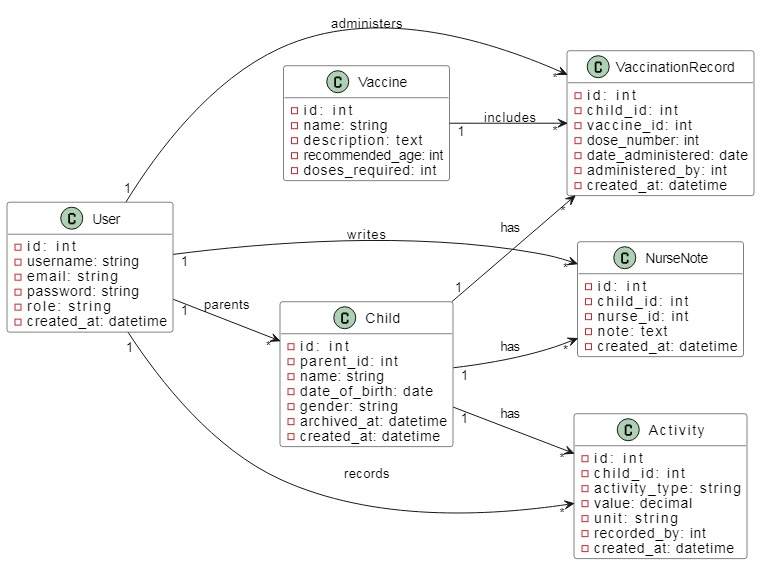 administers
C Vaccine
id: int
name: string
description: text
recommended_age: int
doses_required: int
1
includes
*
*
C VaccinationRecord
id: int
child_id: int
vaccine_id: int
dose_number: int
date_administered: date
administered_by: int
created_at: datetime
1
C User
id: int
username: string
email: string
password: string
role: string
created_at: datetime
1
writes
*
1
parents
*
1
records
*
C Child
id: int
parent_id: int
name: string
date_of_birth: date
gender: string
archived_at: datetime
created_at: datetime
1
has
*
1
has
*
1
has
*
C NurseNote
id: int
child_id: int
nurse_id: int
note: text
created_at: datetime
C Activity
id: int
child_id: int
activity_type: string
value: decimal
unit: string
recorded_by: int
created_at: datetime